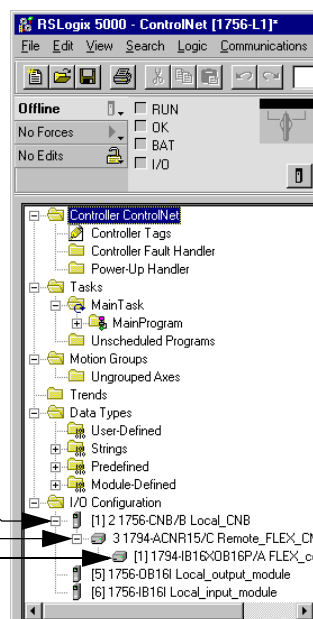 RSLogix 5000 - ControlNet [1756-L1]*
File Edit View Search Logic Communications
Offline
RUN
No Forces
OK
BAT
No Edits
I/O
Controller ControlNet
Controller Tags
Controller Fault Handler
Power-Up Handler
Tasks
MainTask
MainProgram
Unscheduled Programs
Motion Groups
Ungrouped Axes
Trends
Data Types
User-Defined
Strings
Predefined
Module-Defined
I/O Configuration
[1] 2 1756-CNB/B Local_CNB
3 1794-ACNR15/C Remote_FLEX_CN
[1] 1794-IB16XOB16P/A FLEX_co
[5] 1756-OB16I Local_output_module
[6] 1756-IB16I Local_input_module